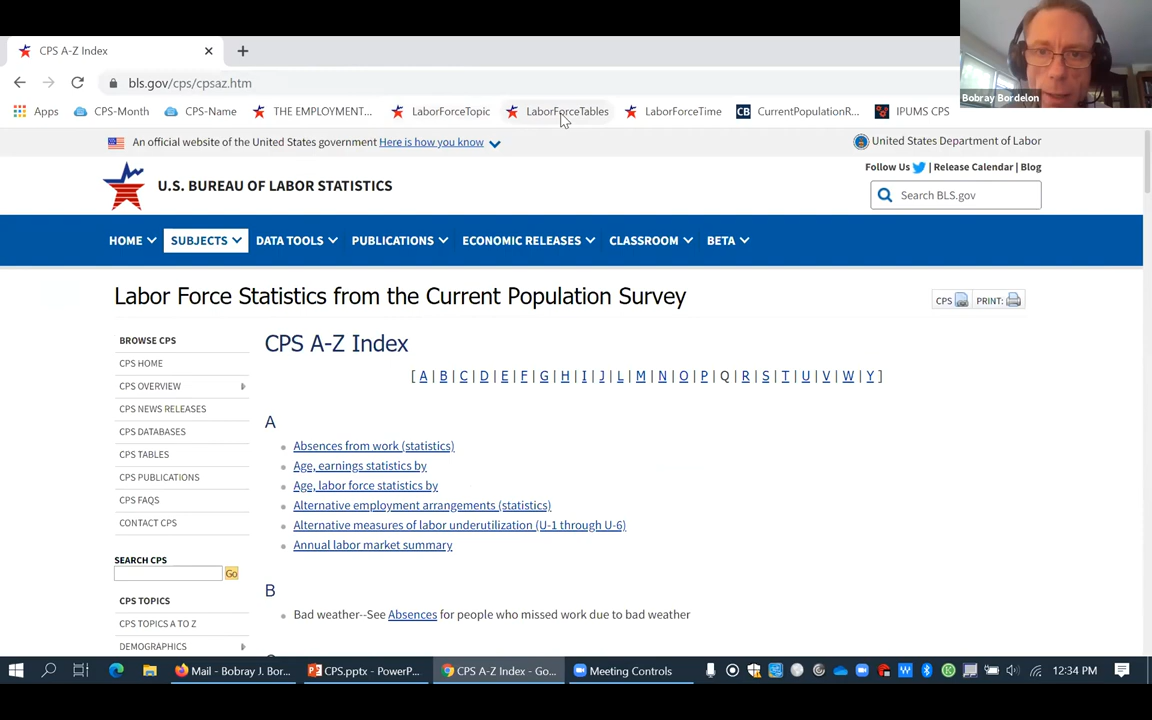 CPS A-Z Index
bls.gov/cps/cpsaz.htm
Bobray Bordelon
Apps CPS-Month CPS-Name THE EMPLOYMENT... LaborForceTopic LaborForceTables LaborForceTime CB CurrentPopulationR... IPUMS CPS
An official website of the United States government Here is how you know
United States Department of Labor
Follow Us | Release Calendar | Blog
U.S. BUREAU OF LABOR STATISTICS
Search BLS.gov
HOME SUBJECTS DATA TOOLS PUBLICATIONS ECONOMIC RELEASES CLASSROOM BETA
Labor Force Statistics from the Current Population Survey
CPS PRINT:
BROWSE CPS
CPS HOME
CPS OVERVIEW
CPS NEWS RELEASES
CPS DATABASES
CPS TABLES
CPS PUBLICATIONS
CPS FAQS
CONTACT CPS
SEARCH CPS
Go
CPS TOPICS
CPS TOPICS A TO Z
DEMOGRAPHICS
CPS A-Z Index
[ A | B | C | D | E | F | G | H | I | J | L | M | N | O | P | Q | R | S | T | U | V | W | Y ]
A
Absences from work (statistics)
Age, earnings statistics by
Age, labor force statistics by
Alternative employment arrangements (statistics)
Alternative measures of labor underutilization (U-1 through U-6)
Annual labor market summary
B
Bad weather--See Absences for people who missed work due to bad weather
Mail - Bobray J. Bor... CPS.pptx - PowerP... CPS A-Z Index - Go... Meeting Controls 12:34 PM